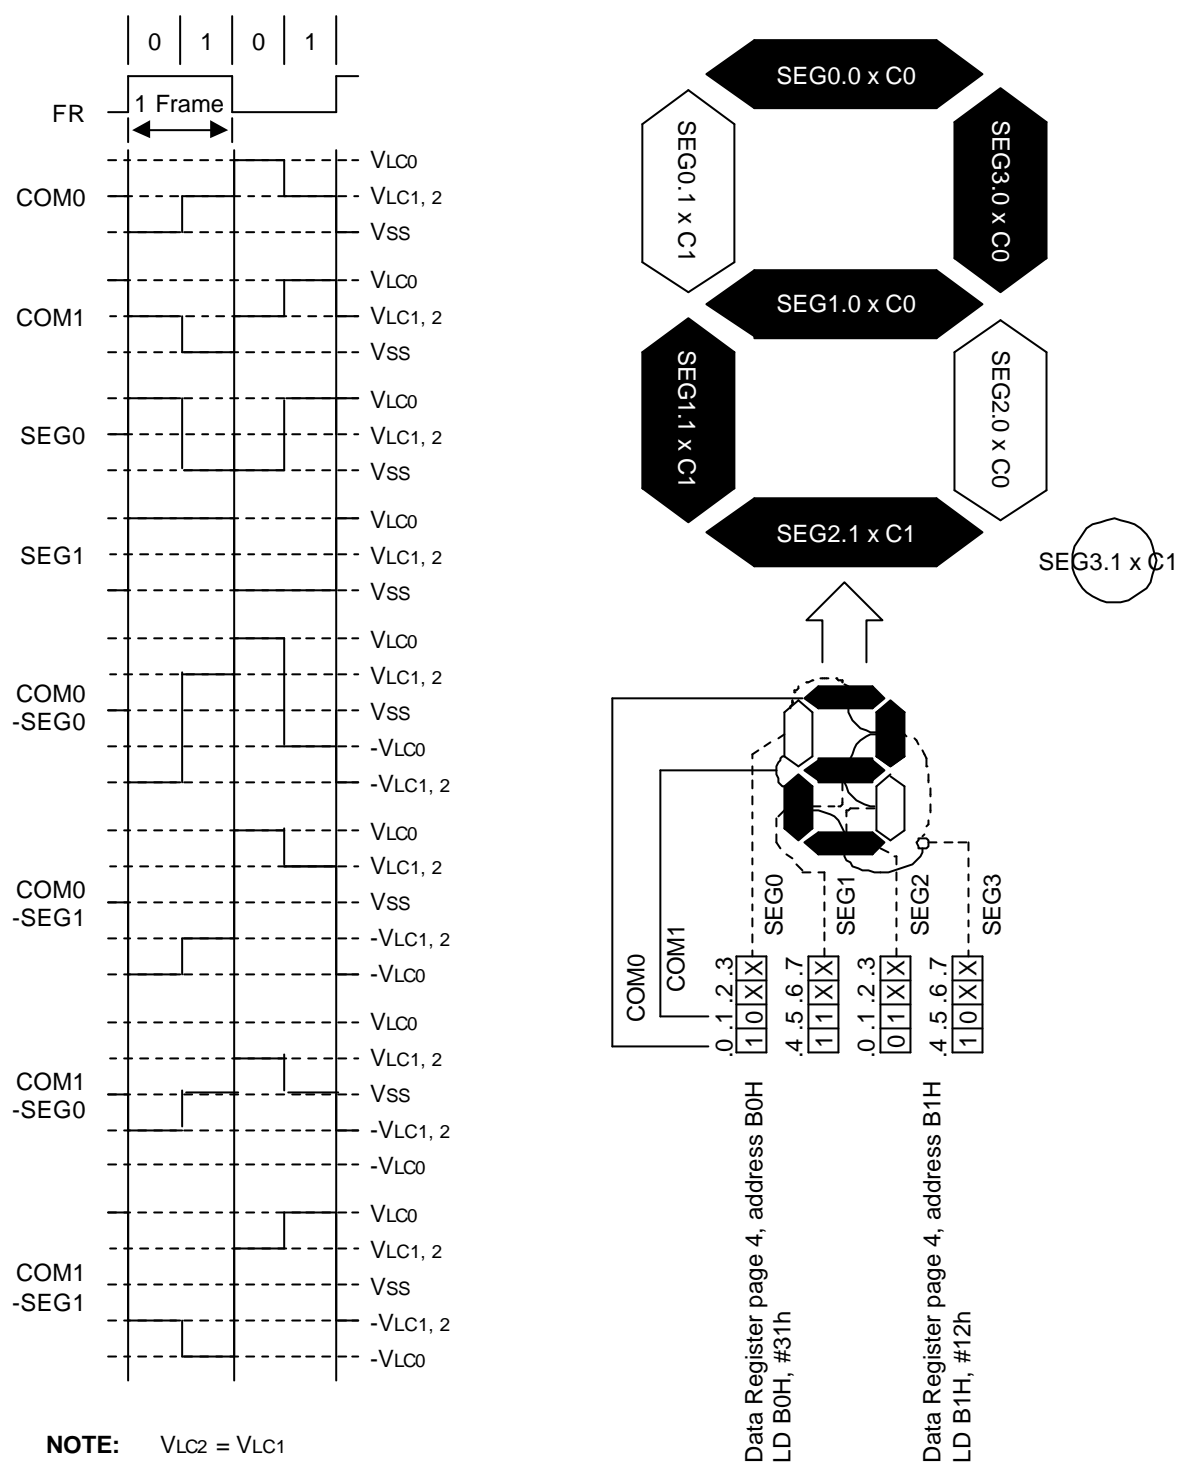 0 1 0 1
FR
1 Frame
COM0
VLC0
VLC1, 2
VSS
COM1
VLC0
VLC1, 2
VSS
SEG0
VLC0
VLC1, 2
VSS
SEG1
VLC0
VLC1, 2
VSS
COM0
-SEG0
VLC0
VLC1, 2
VSS
-VLC0
-VLC1, 2
COM0
-SEG1
VLC0
VLC1, 2
VSS
-VLC1, 2
-VLC0
COM1
-SEG0
VLC0
VLC1, 2
VSS
-VLC1, 2
-VLC0
COM1
-SEG1
VLC0
VLC1, 2
VSS
-VLC1, 2
-VLC0
NOTE: VLC2 = VLC1
SEG0.0 x C0
SEG0.1 x C1
SEG3.0 x C0
SEG1.0 x C0
SEG1.1 x C1
SEG2.0 x C0
SEG2.1 x C1
SEG3.1 x C1
COM0
COM1
SEG0
SEG1
SEG2
SEG3
.0 .1 .2 .3
1 0 X X
.4 .5 .6 .7
1 1 X X
.0 .1 .2 .3
0 1 X X
.4 .5 .6 .7
1 0 X X
Data Register page 4, address B0H
LD B0H, #31h
Data Register page 4, address B1H
LD B1H, #12h